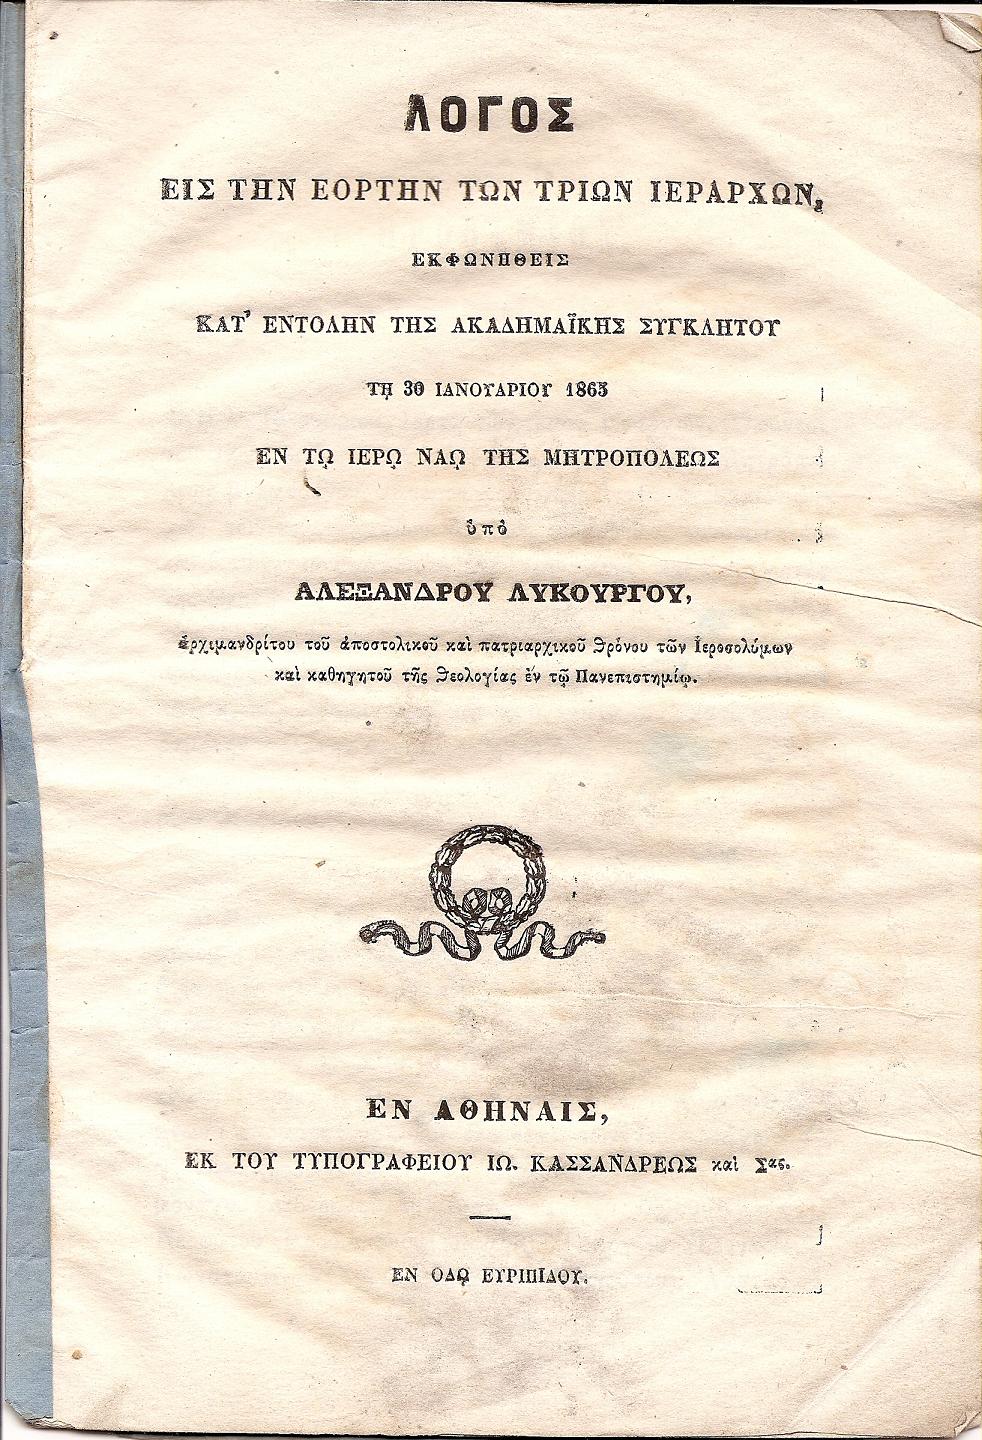 ΛΟΓΟΣ
ΕΙΣ ΤΗΝ ΕΟΡΤΗΝ ΤΩΝ ΤΡΙΩΝ ΙΕΡΑΡΧΩΝ,
ΕΚΦΩΝΗΘΕΙΣ
ΚΑΤ' ΕΝΤΟΛΗΝ ΤΗΣ ΑΚΑΔΗΜΑΪΚΗΣ ΣΥΓΚΛΗΤΟΥ
ΤΗ 30 ΙΑΝΟΥΑΡΙΟΥ 1865
ΕΝ ΤΩ ΙΕΡΩ ΝΑΩ ΤΗΣ ΜΗΤΡΟΠΟΛΕΩΣ
ὑπὸ
ΑΛΕΞΑΝΔΡΟΥ ΛΥΚΟΥΡΓΟΥ,
ἀρχιμανδρίτου τοῦ ἀποστολικοῦ καὶ πατριαρχικοῦ θρόνου τῶν Ἱεροσολύμων
καὶ καθηγητοῦ τῆς θεολογίας ἐν τῷ Πανεπιστημίῳ.
ΕΝ ΑΘΗΝΑΙΣ,
ΕΚ ΤΟΥ ΤΥΠΟΓΡΑΦΕΙΟΥ ΙΩ. ΚΑΣΣΑΝΔΡΕΩΣ καὶ Σας.
ΕΝ ΟΔῼ ΕΥΡΙΠΙΔΟΥ.